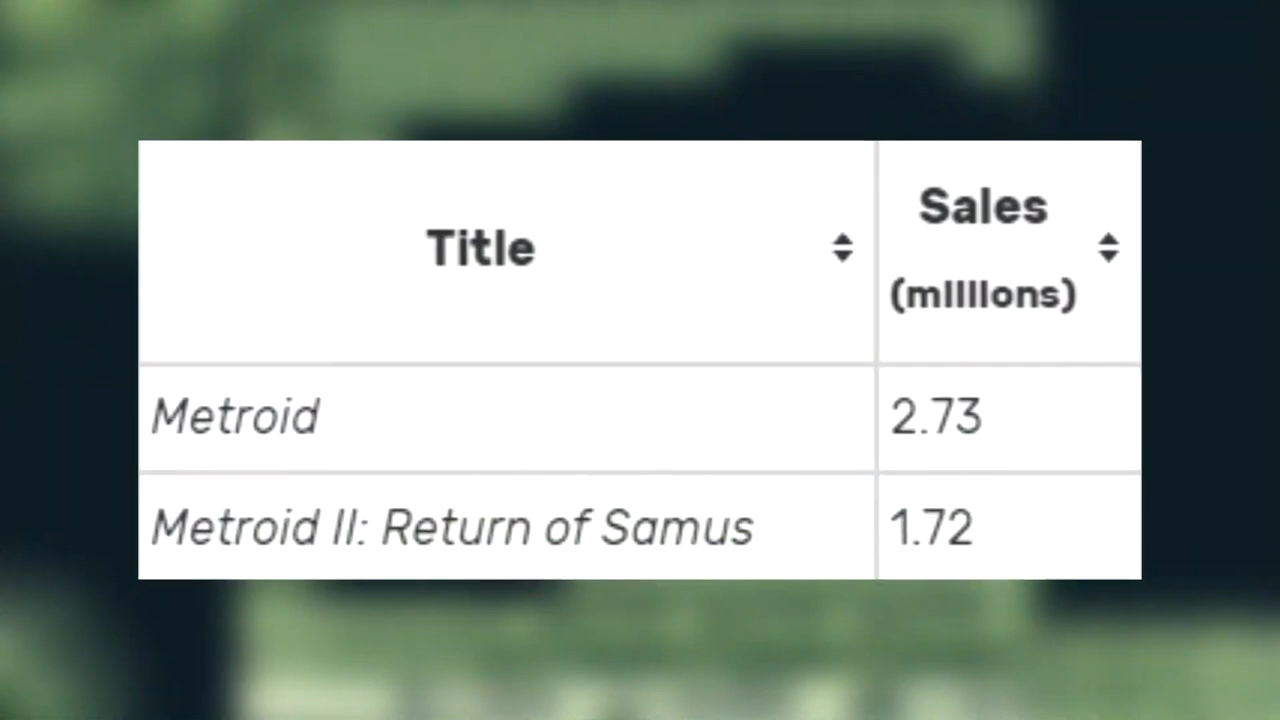 Title
Sales
(millions)
Metroid
2.73
Metroid II: Return of Samus
1.72